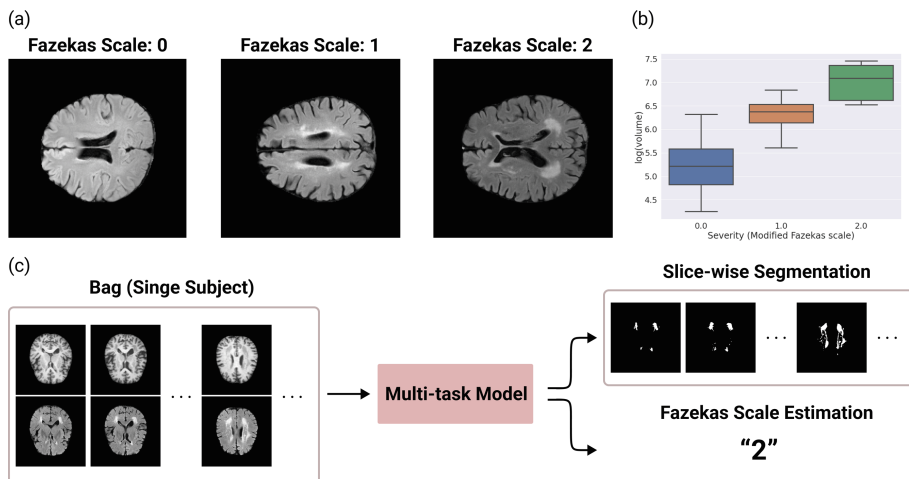 (a)
Fazekas Scale: 0
Fazekas Scale: 1
Fazekas Scale: 2
(b)
7.5
7.0
6.5
6.0
5.5
5.0
4.5
log(volume)
0.0
1.0
2.0
Severity (Modified Fazekas scale)
(c)
Bag (Singe Subject)
...
...
Multi-task Model
Slice-wise Segmentation
...
...
Fazekas Scale Estimation
“2”